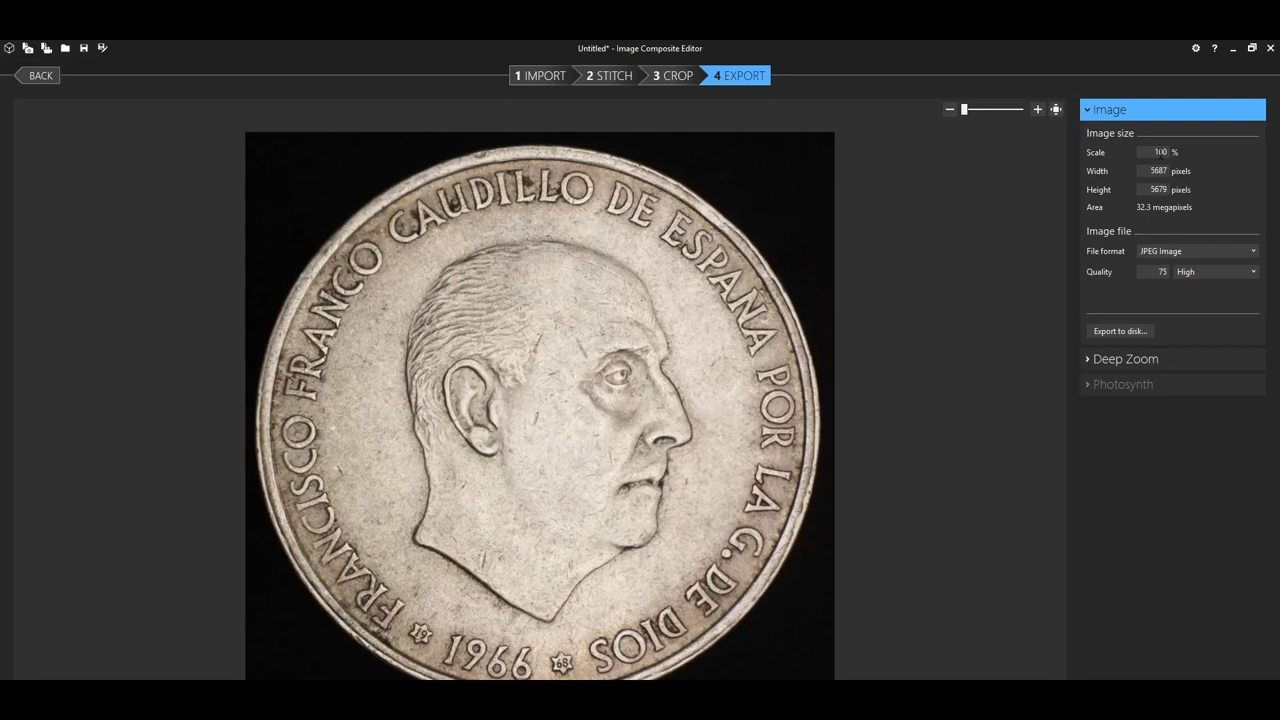 Untitled* - Image Composite Editor
BACK
1 IMPORT 2 STITCH 3 CROP 4 EXPORT
Image
Image size
Scale 100 %
Width 5687 pixels
Height 5679 pixels
Area 32.3 megapixels
Image file
File format JPEG Image
Quality 75 High
Export to disk...
Deep Zoom
Photosynth
FRANCISCO FRANCO CAUDILLO DE ESPAÑA POR LA G. DE DIOS
19 1966 68